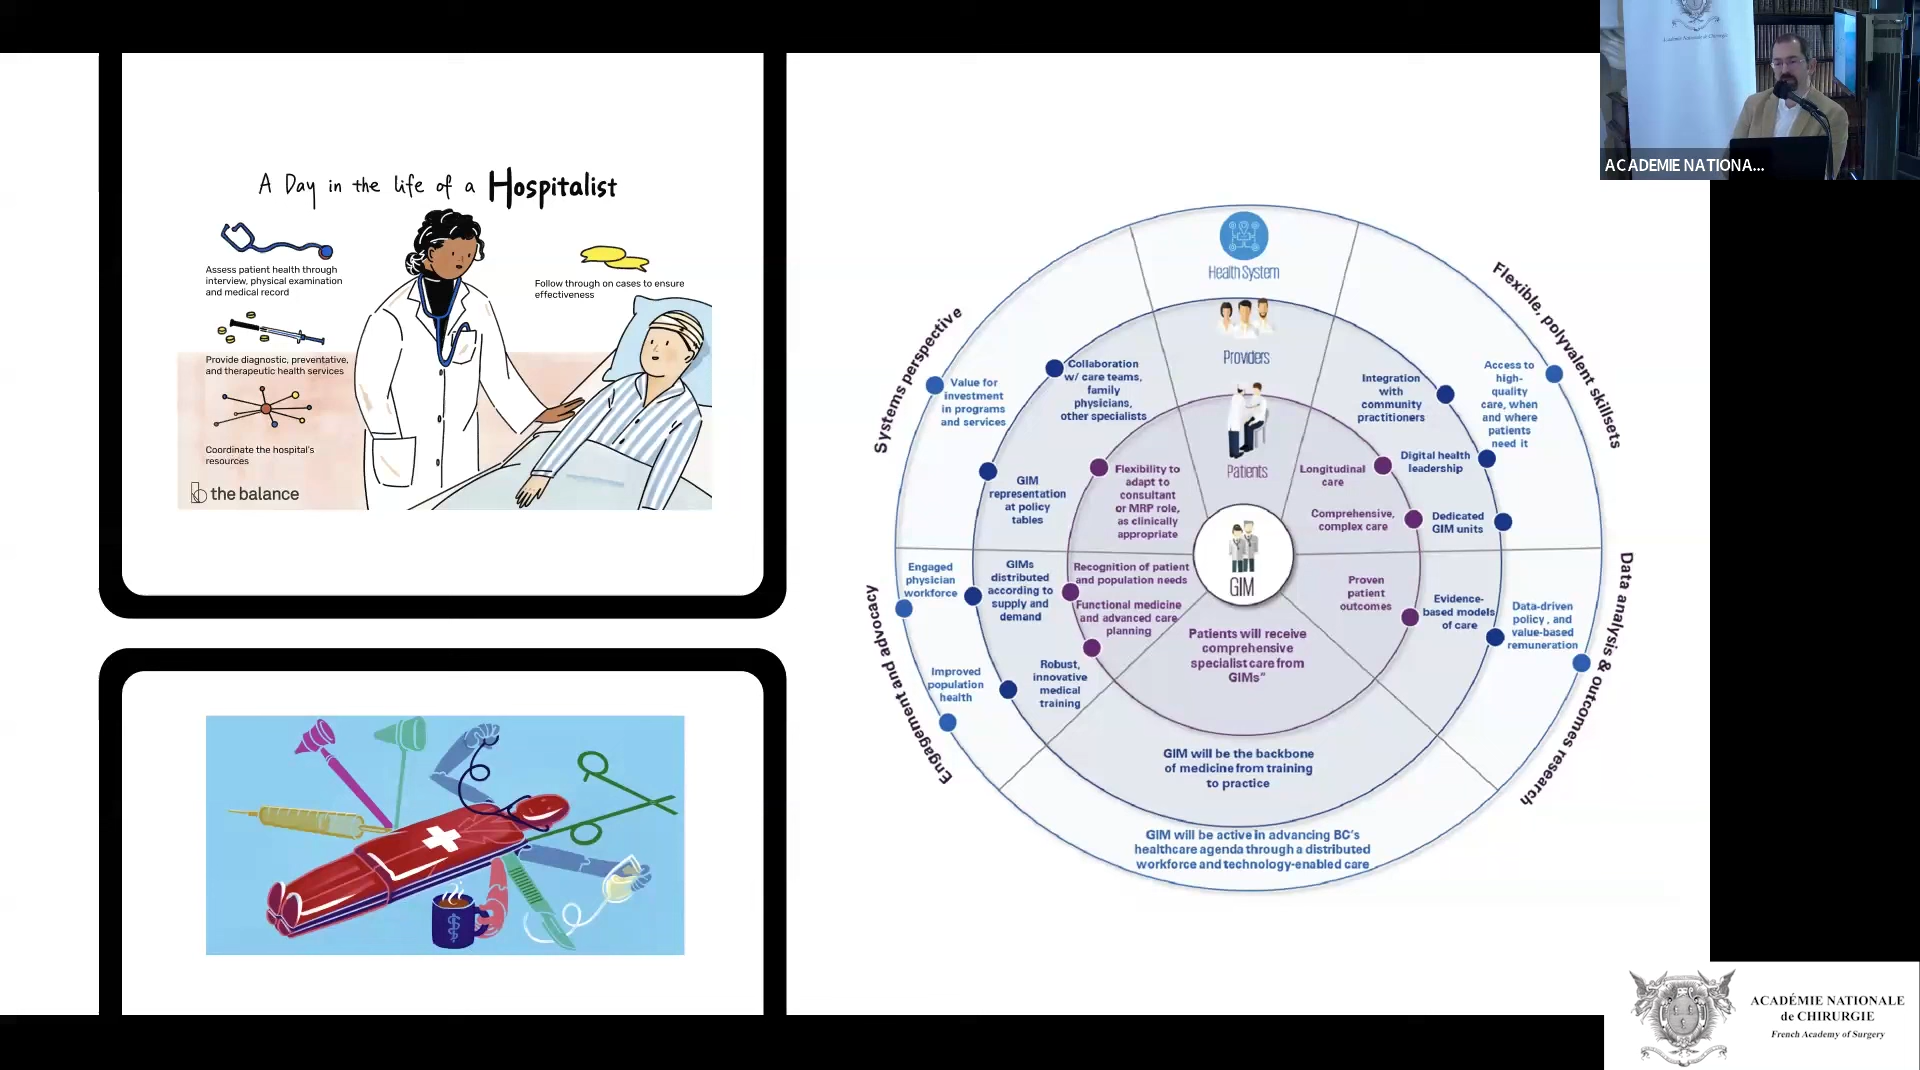 ACADEMIE NATIONA...
A Day in the life of a Hospitalist
Assess patient health through
interview, physical examination
and medical record
Provide diagnostic, preventative,
and therapeutic health services
Coordinate the hospital's
resources
Follow through on cases to ensure
effectiveness
the balance
Health System
Providers
Patients
GIM
Systems perspective
Value for
investment
in programs
and services
Collaboration
w/ care teams,
family
physicians,
other specialists
GIM
representation
at policy
tables
Flexibility to
adapt to
consultant
or MRP role,
as clinically
appropriate
Flexible, polyvalent skillsets
Integration
with
community
practitioners
Access to
high-
quality
care, when
and where
patients
need it
Longitudinal
care
Digital health
leadership
Comprehensive,
complex care
Dedicated
GIM units
Engagement and advocacy
Engaged
physician
workforce
GIMs
distributed
according to
supply and
demand
Recognition of patient
and population needs
Functional medicine
and advanced care
planning
Improved
population
health
Robust,
innovative
medical
training
Data analysis & outcomes research
Proven
patient
outcomes
Evidence-
based models
of care
Data-driven
policy, and
value-based
remuneration
Patients will receive
comprehensive
specialist care from
GIMs"
GIM will be the backbone
of medicine from training
to practice
GIM will be active in advancing BC's
healthcare agenda through a distributed
workforce and technology-enabled care
ACADÉMIE NATIONALE
de CHIRURGIE
French Academy of Surgery